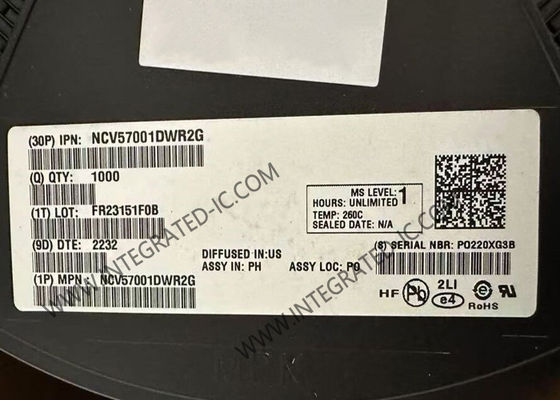 (30P) IPN: NCV57001DWR2G
(Q) QTY: 1000
(1T) LOT: FR23151F0B
(9D) DTE: 2232
(1P) MPN: NCV57001DWR2G
DIFFUSED IN:US
ASSY IN: PH ASSY LOC: P0
MS LEVEL: 1
HOURS: UNLIMITED
TEMP: 260C
SEALED DATE: N/A
(S) SERIAL NBR: PO220XG3B
HF Pb 2LI e4 e RoHS
WWW.INTEGRATED-IC.COM
WWW.INTEGRATED-IC.COM